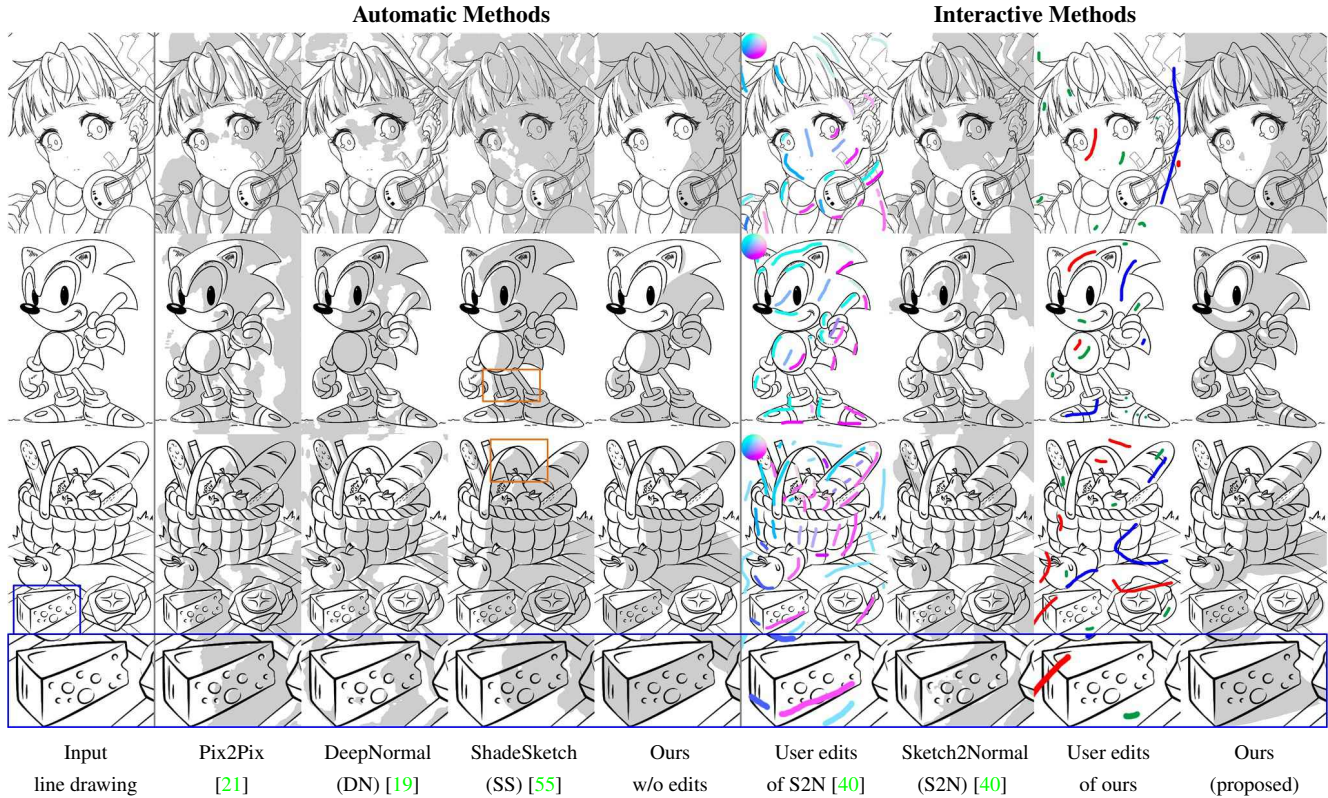 Automatic Methods Interactive Methods
Input Pix2Pix DeepNormal ShadeSketch Ours User edits Sketch2Normal User edits Ours
line drawing [21] (DN) [19] (SS) [55] w/o edits of S2N [40] (S2N) [40] of ours (proposed)